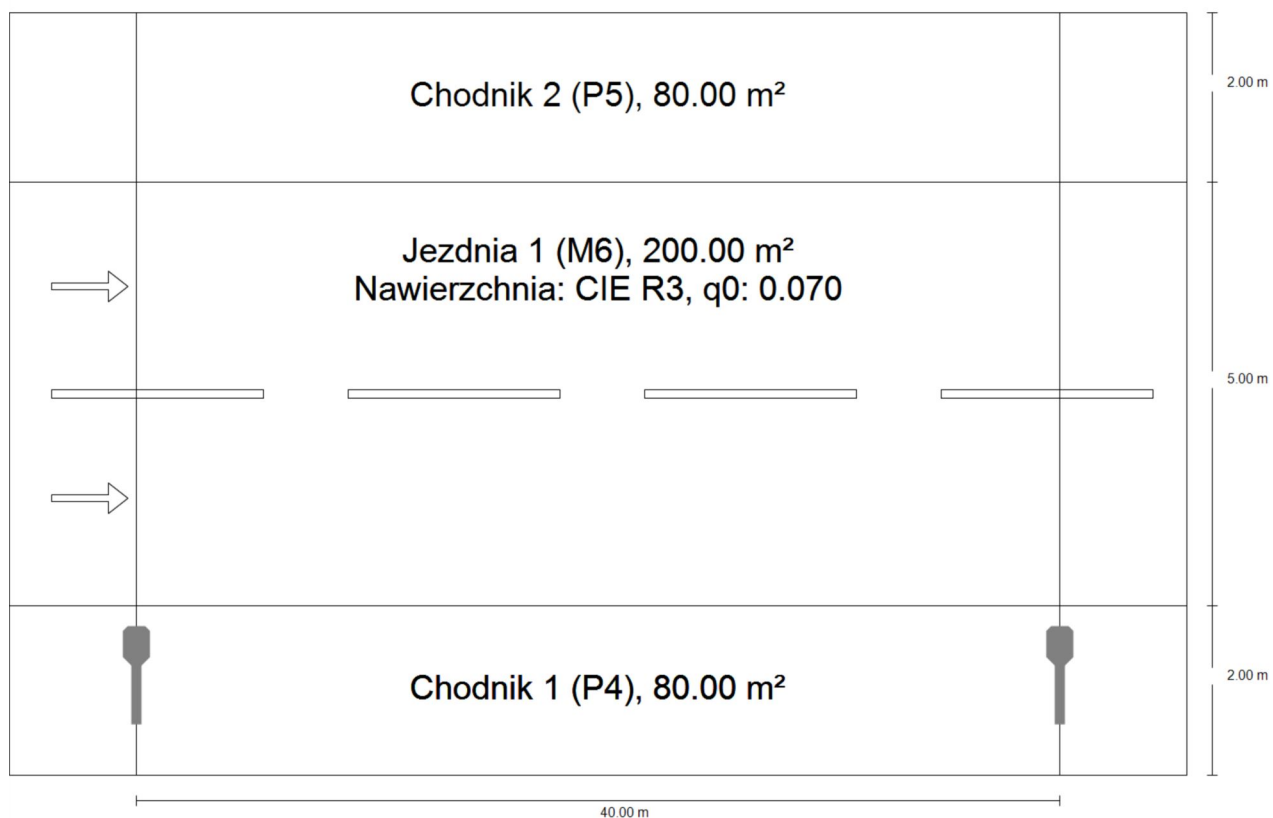 Chodnik 2 (P5), 80.00 m²
2.00 m
Jezdnia 1 (M6), 200.00 m²
Nawierzchnia: CIE R3, q0: 0.070
5.00 m
Chodnik 1 (P4), 80.00 m²
2.00 m
40.00 m